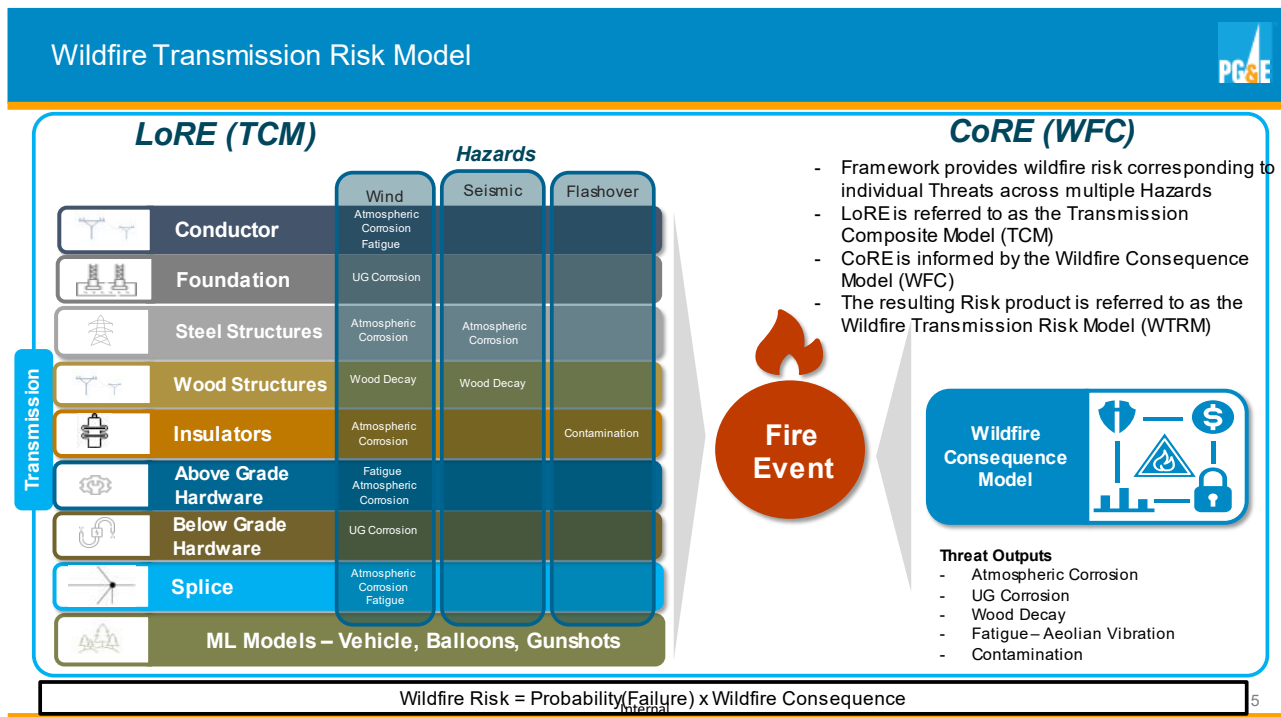 Wildfire Transmission Risk Model
PG&E
LoRE (TCM)
Hazards
Wind
Seismic
Flashover
Transmission
Conductor
Atmospheric
Corrosion
Fatigue
Foundation
UG Corrosion
Steel Structures
Atmospheric
Corrosion
Atmospheric
Corrosion
Wood Structures
Wood Decay
Wood Decay
Insulators
Atmospheric
Corrosion
Contamination
Above Grade
Hardware
Fatigue
Atmospheric
Corrosion
Below Grade
Hardware
UG Corrosion
Splice
Atmospheric
Corrosion
Fatigue
ML Models – Vehicle, Balloons, Gunshots
Fire
Event
CoRE (WFC)
- Framework provides wildfire risk corresponding to
individual Threats across multiple Hazards
- LoRE is referred to as the Transmission
Composite Model (TCM)
- CoRE is informed by the Wildfire Consequence
Model (WFC)
- The resulting Risk product is referred to as the
Wildfire Transmission Risk Model (WTRM)
Wildfire
Consequence
Model
$
Threat Outputs
- Atmospheric Corrosion
- UG Corrosion
- Wood Decay
- Fatigue – Aeolian Vibration
- Contamination
Wildfire Risk = Probability(Failure) x Wildfire Consequence
Internal
5